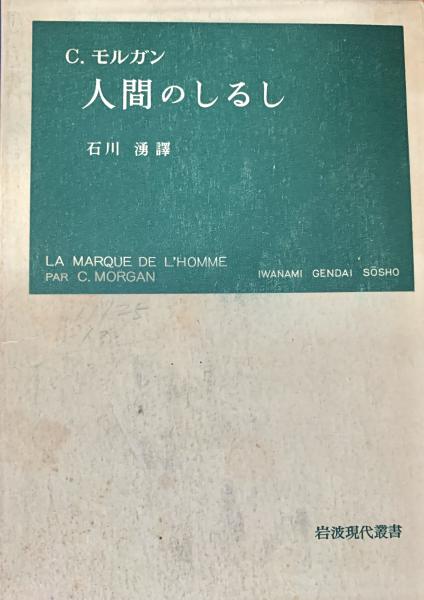 C. モルガン
人間のしるし
石川 湧 譯
LA MARQUE DE L'HOMME
PAR C. MORGAN
IWANAMI GENDAI SŌSHO
岩波現代叢書